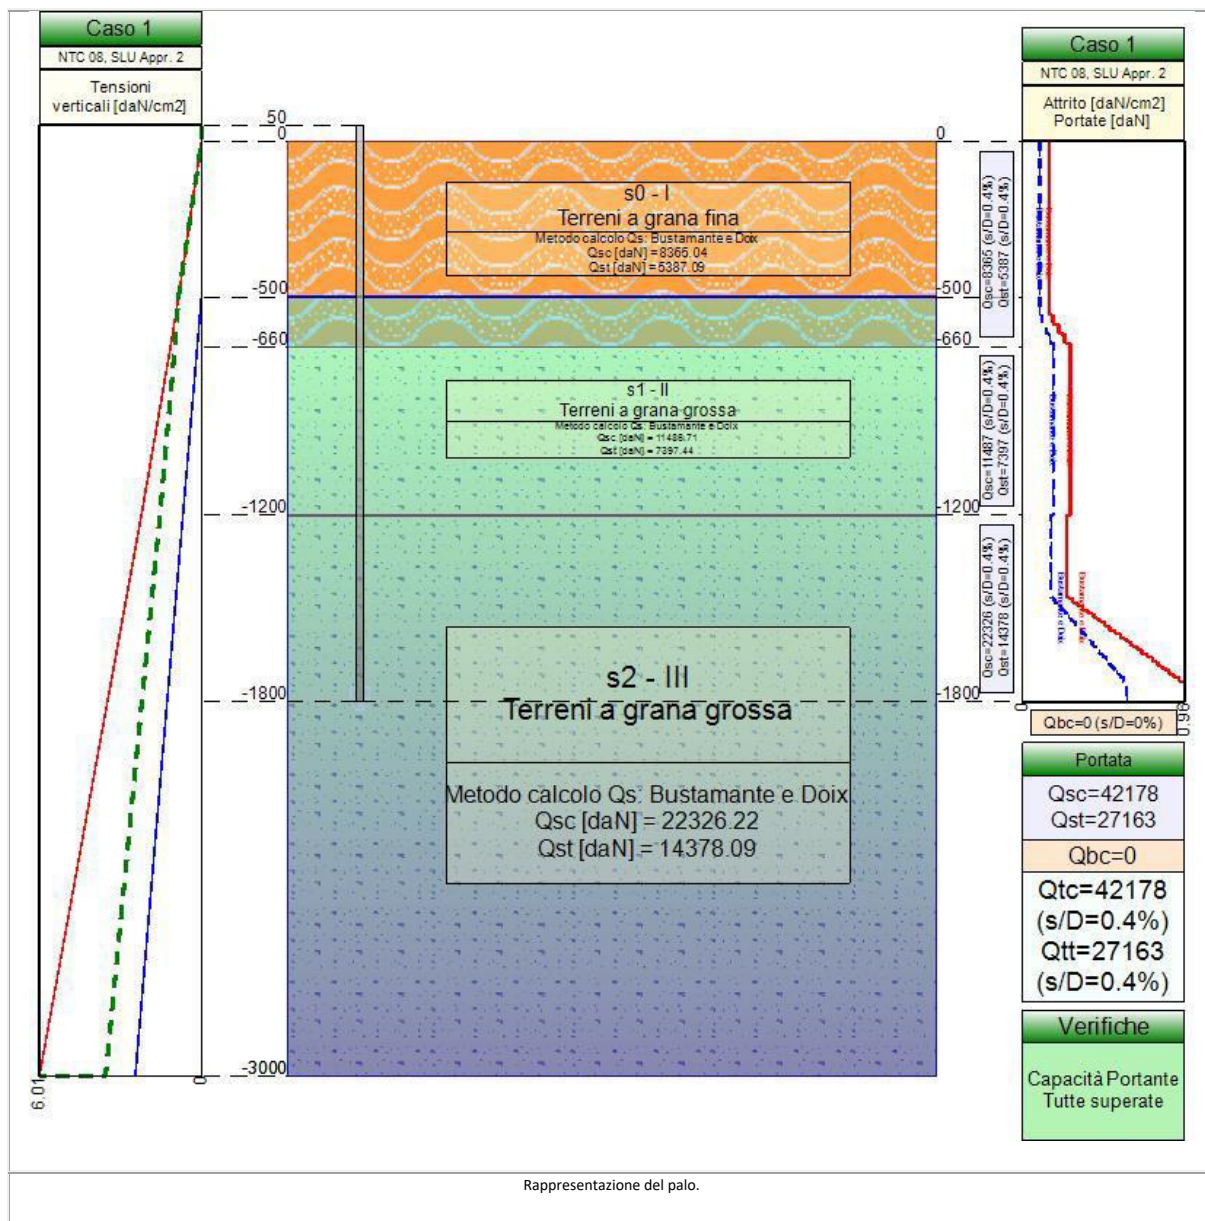 Caso 1
NTC 08, SLU Appr. 2
Tensioni
verticali [daN/cm2]
50
0
-500
-660
-1200
-1800
-3000
6.01
0
s0 - I
Terreni a grana fina
Metodo calcolo Qs: Bustamante e Doix
Qsc [daN] = 8365.04
Qst [daN] = 5387.09
s1 - II
Terreni a grana grossa
Metodo calcolo Qs: Bustamante e Doix
Qsc [daN] = 11486.71
Qst [daN] = 7397.44
s2 - III
Terreni a grana grossa
Metodo calcolo Qs: Bustamante e Doix
Qsc [daN] = 22326.22
Qst [daN] = 14378.09
0
-500
-660
-1200
-1800
Qsc=8365 (s/D=0.4%)
Qst=5387 (s/D=0.4%)
Qsc=11487 (s/D=0.4%)
Qst=7397 (s/D=0.4%)
Qsc=22326 (s/D=0.4%)
Qst=14378 (s/D=0.4%)
Caso 1
NTC 08, SLU Appr. 2
Attrito [daN/cm2]
Portate [daN]
Bustamante e Doix
Bustamante e Doix
0
0.96
Qbc=0 (s/D=0%)
Portata
Qsc=42178
Qst=27163
Qbc=0
Qtc=42178
(s/D=0.4%)
Qtt=27163
(s/D=0.4%)
Verifiche
Capacità Portante
Tutte superate
Rappresentazione del palo.